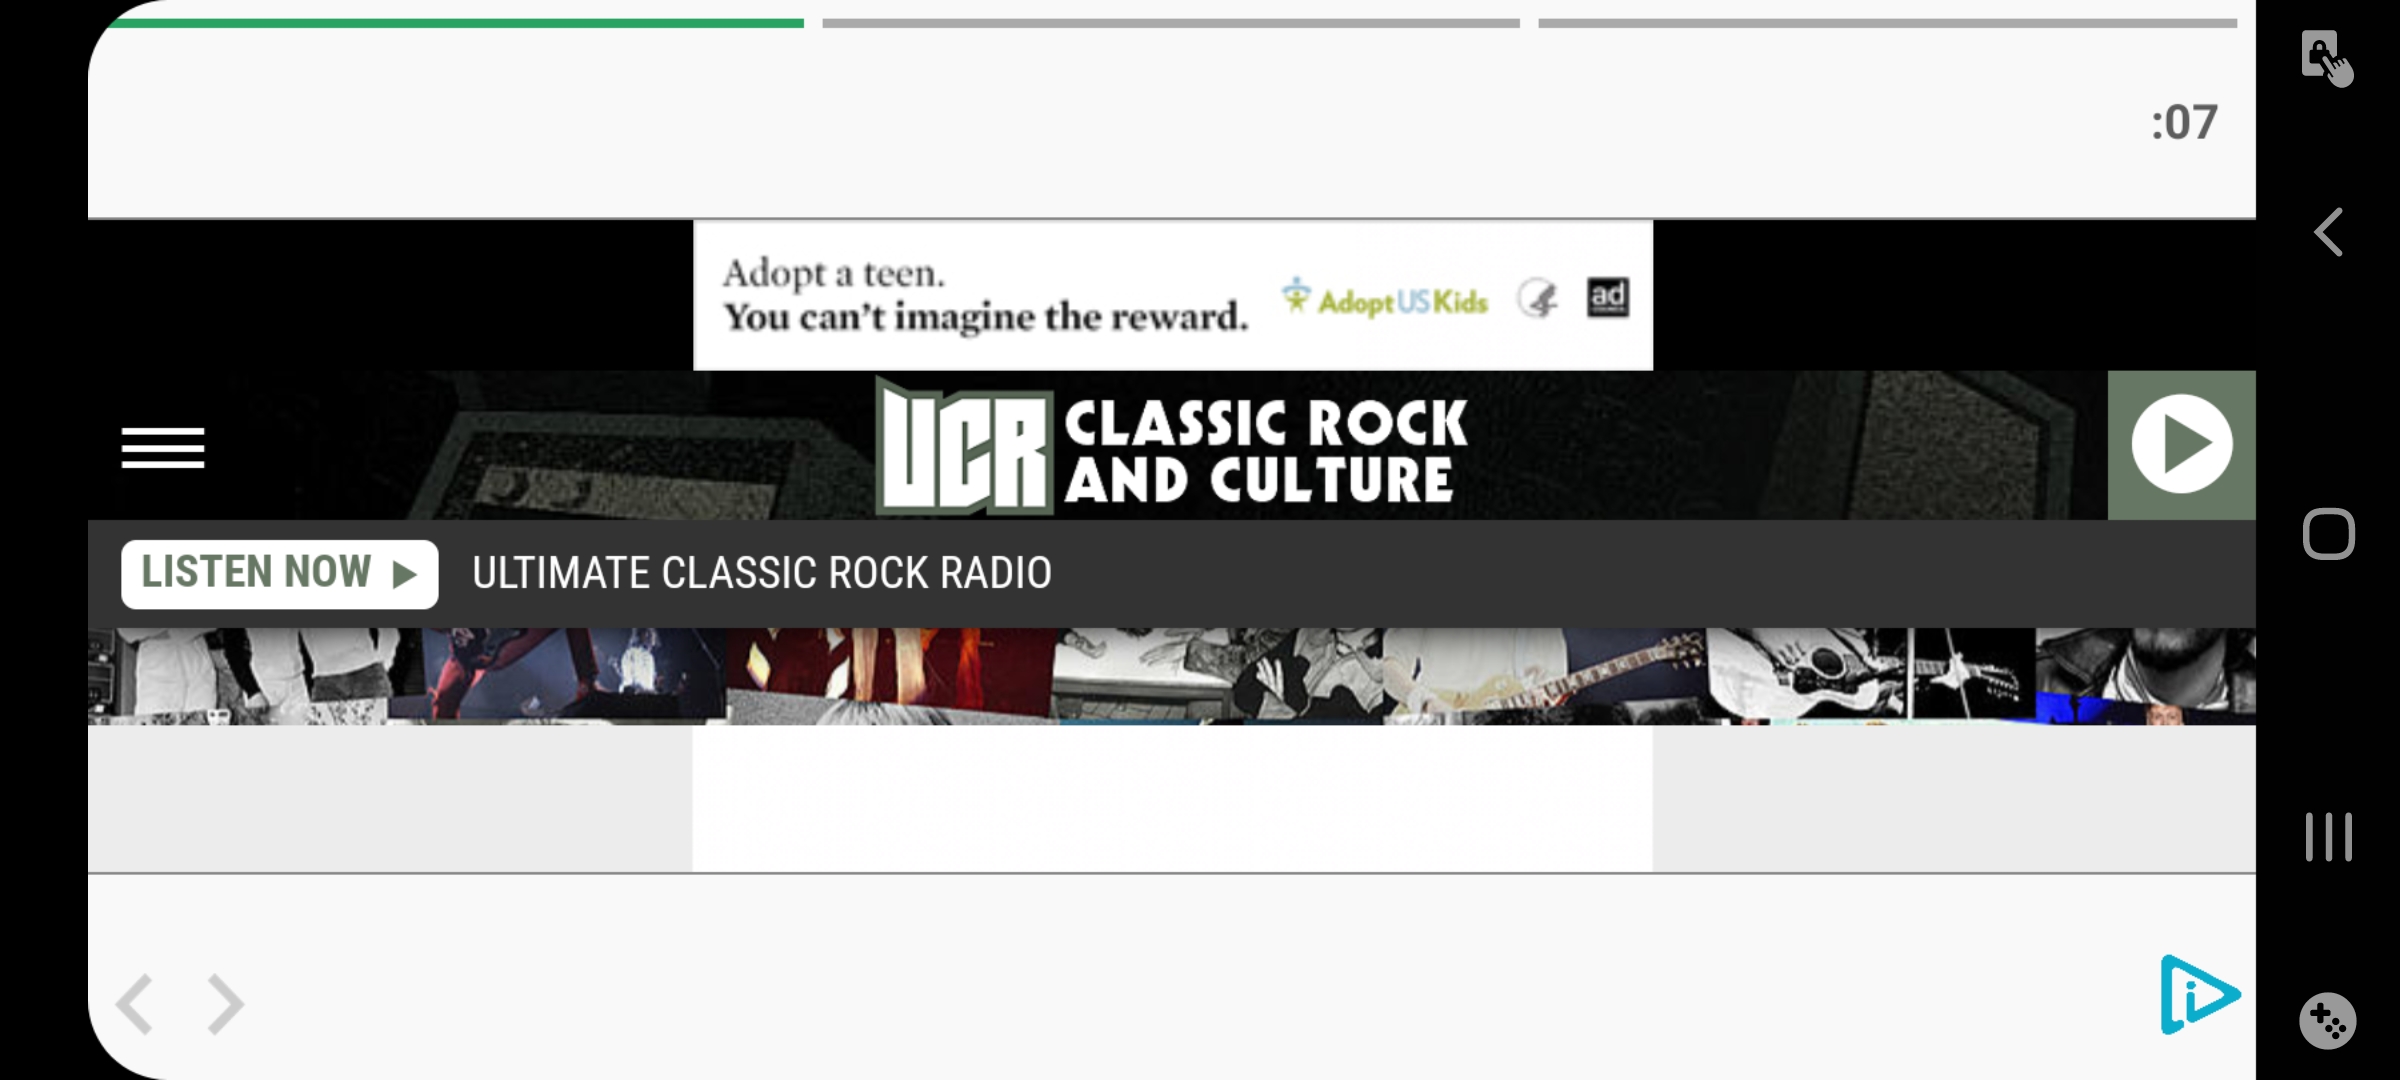 :07
Adopt a teen.
You can't imagine the reward.
AdoptUSKids
ad
UCR
CLASSIC ROCK
AND CULTURE
LISTEN NOW
ULTIMATE CLASSIC ROCK RADIO